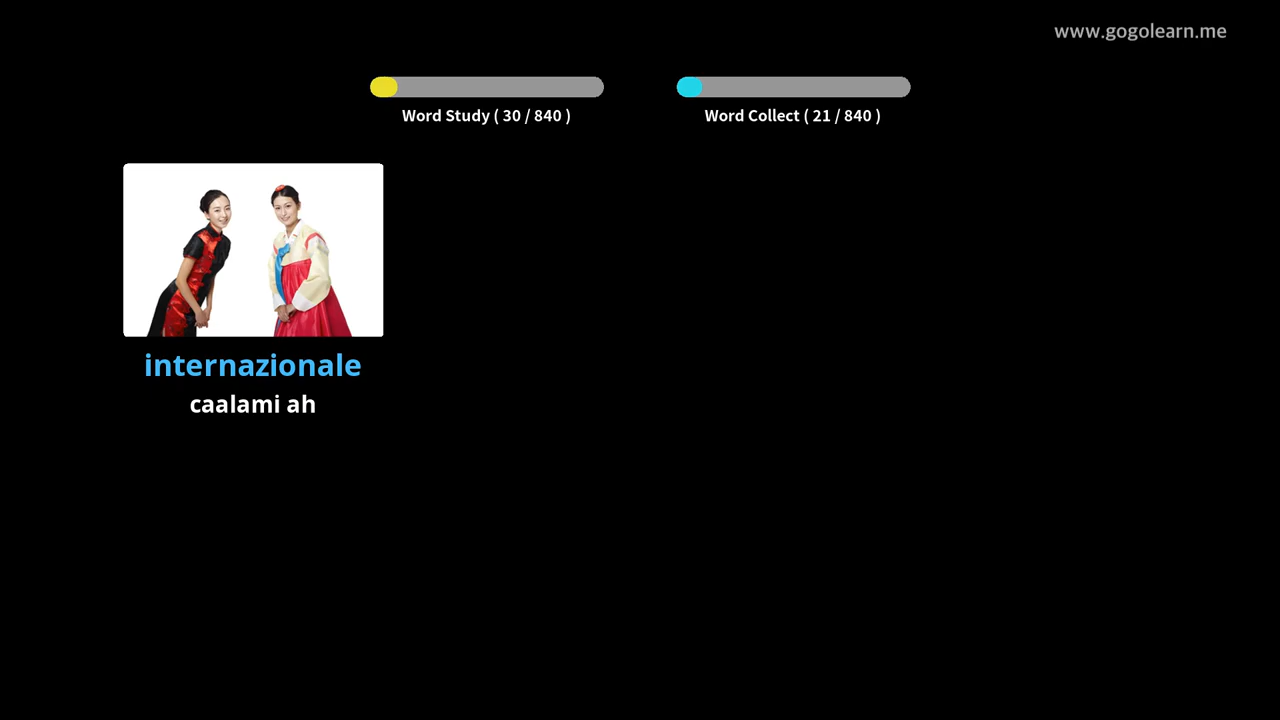 www.gogolearn.me
Word Study ( 30 / 840 )
Word Collect ( 21 / 840 )
internazionale
caalami ah